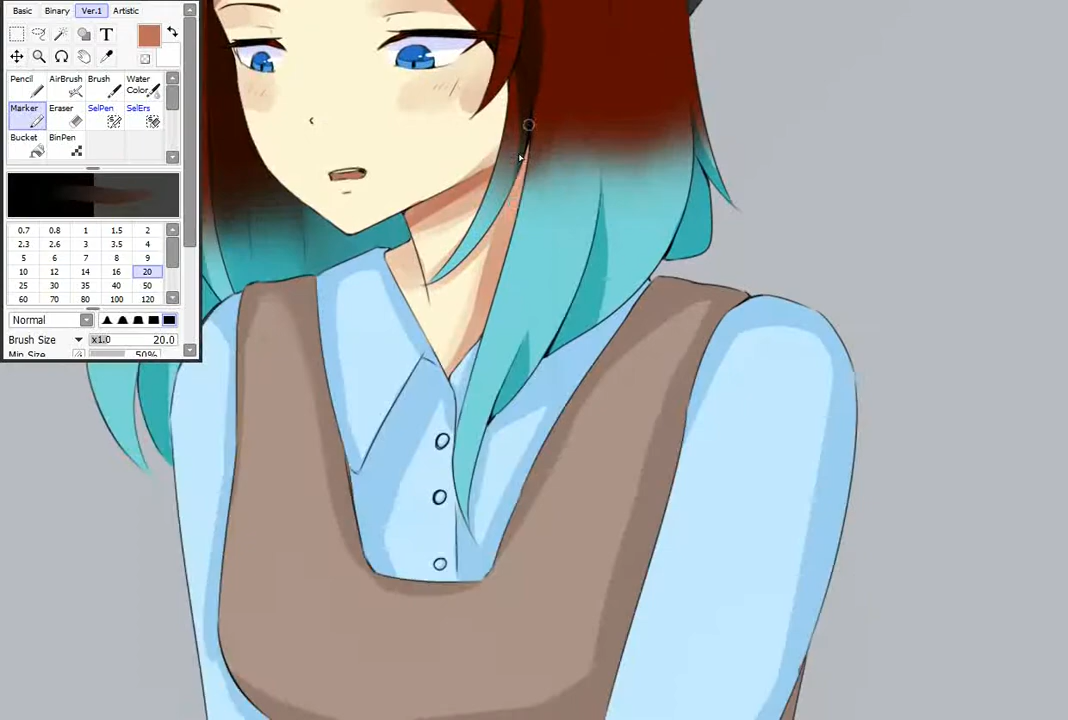 Basic Binary Ver.1 Artistic
T
Pencil AirBrush Brush Water Color
Marker Eraser SelPen SelErs
Bucket BinPen
0.7 0.8 1 1.5 2
2.3 2.6 3 3.5 4
5 6 7 8 9
10 12 14 16 20
25 30 35 40 50
60 70 80 100 120
Normal
Brush Size x1.0 20.0
Min Size 50%